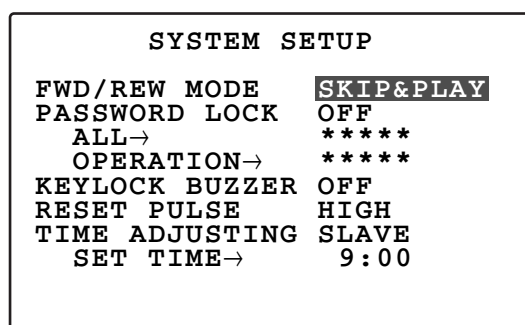 SYSTEM SETUP
FWD/REW MODE SKIP&PLAY
PASSWORD LOCK OFF
ALL→ *****
OPERATION→ *****
KEYLOCK BUZZER OFF
RESET PULSE HIGH
TIME ADJUSTING SLAVE
SET TIME→ 9:00